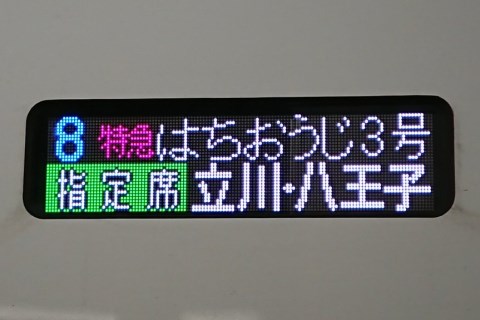 8 特急 はちおうじ3号
指定席 立川・八王子